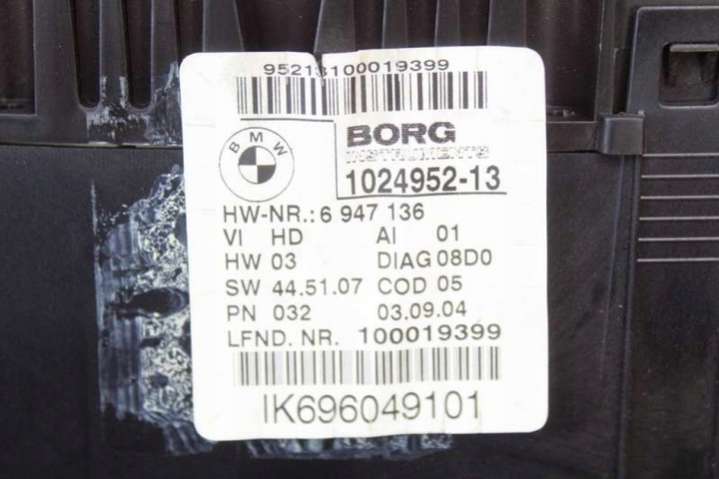 95213100019399
BMW
BORG
INSTRUMENTS
1024952-13
HW-NR.: 6 947 136
VI HD AI 01
HW 03 DIAG 08D0
SW 44.51.07 COD 05
PN 032 03.09.04
LFND. NR. 100019399
IK696049101